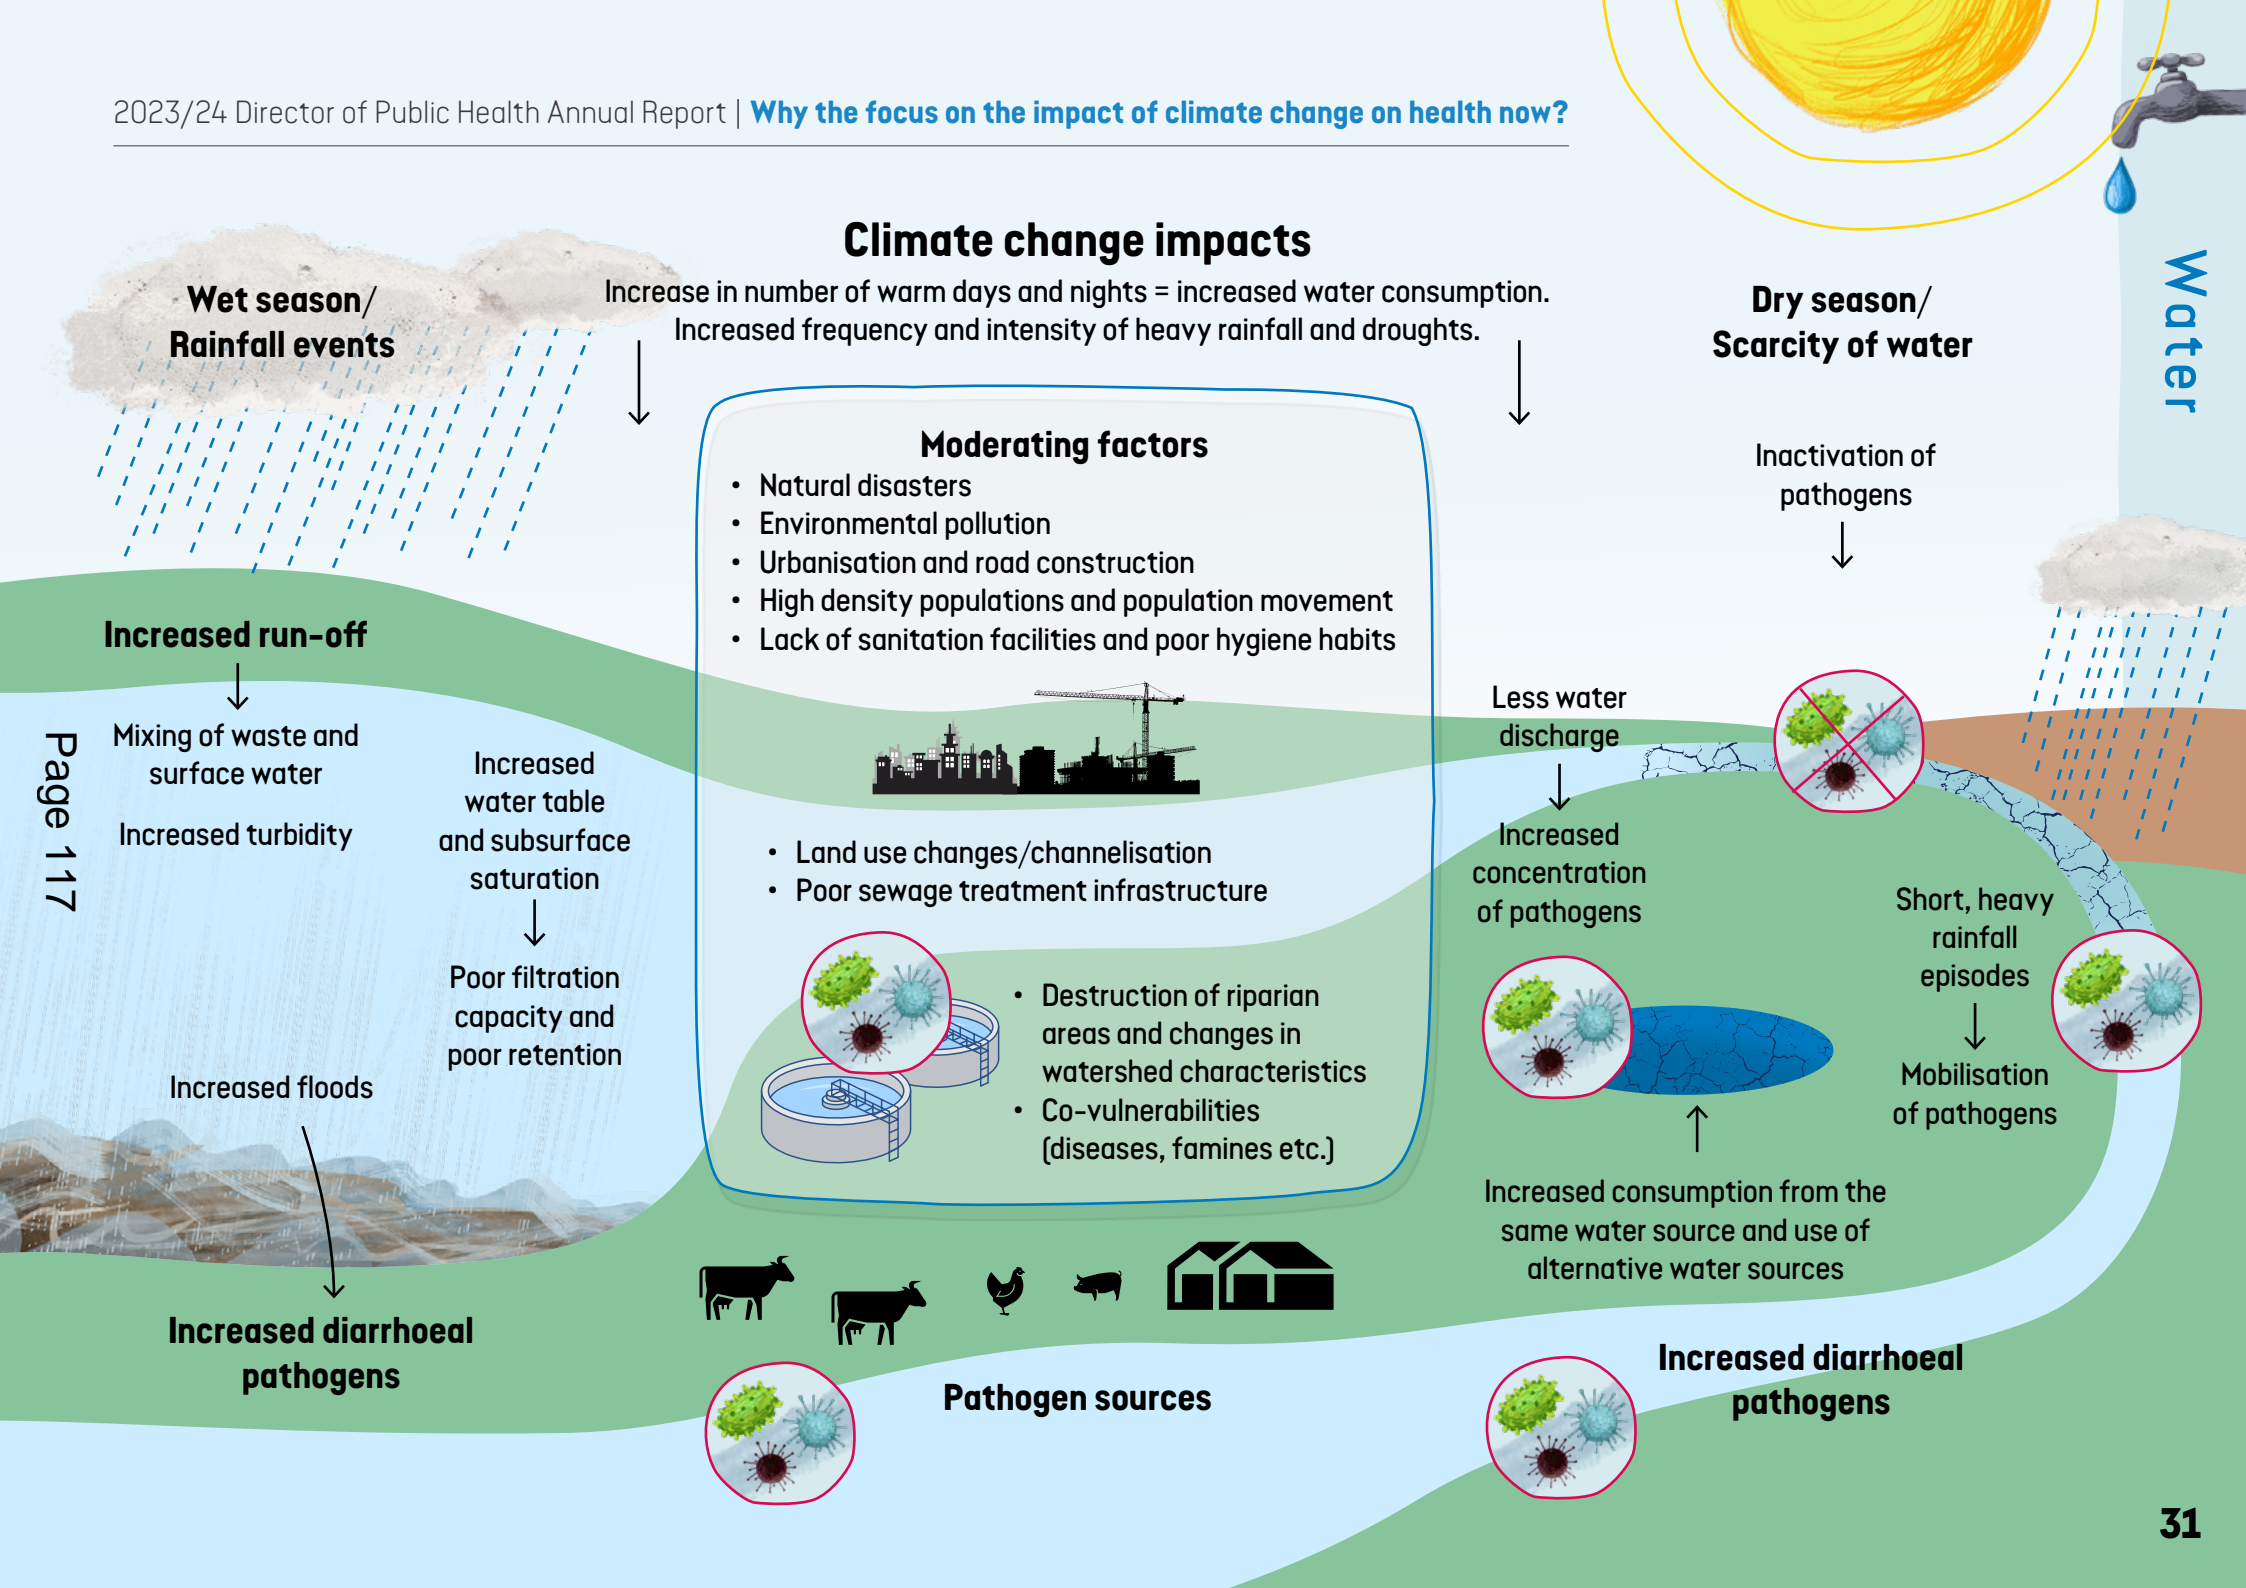 2023/24 Director of Public Health Annual Report | Why the focus on the impact of climate change on health now?
Water
Climate change impacts
Increase in number of warm days and nights = increased water consumption.
Increased frequency and intensity of heavy rainfall and droughts.
Wet season/
Rainfall events
Increased run-off
Mixing of waste and
surface water
Increased turbidity
Increased
water table
and subsurface
saturation
Poor filtration
capacity and
poor retention
Increased floods
Increased diarrhoeal
pathogens
Page 117
Moderating factors
• Natural disasters
• Environmental pollution
• Urbanisation and road construction
• High density populations and population movement
• Lack of sanitation facilities and poor hygiene habits
• Land use changes/channelisation
• Poor sewage treatment infrastructure
• Destruction of riparian
areas and changes in
watershed characteristics
• Co-vulnerabilities
(diseases, famines etc.)
Pathogen sources
Dry season/
Scarcity of water
Inactivation of
pathogens
Less water
discharge
Increased
concentration
of pathogens
Short, heavy
rainfall
episodes
Mobilisation
of pathogens
Increased consumption from the
same water source and use of
alternative water sources
Increased diarrhoeal
pathogens
31